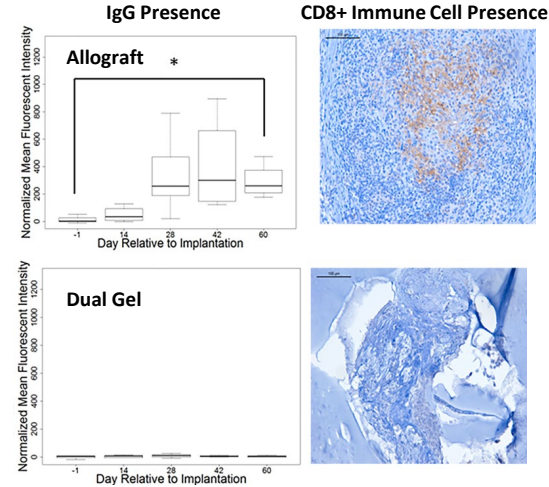 IgG Presence
CD8+ Immune Cell Presence
Allograft
*
Normalized Mean Fluorescent Intensity
0 200 400 600 800 1000 1200
-1 14 28 42 60
Day Relative to Implantation
Dual Gel
Normalized Mean Fluorescent Intensity
0 200 400 600 800 1000 1200
-1 14 28 42 60
Day Relative to Implantation